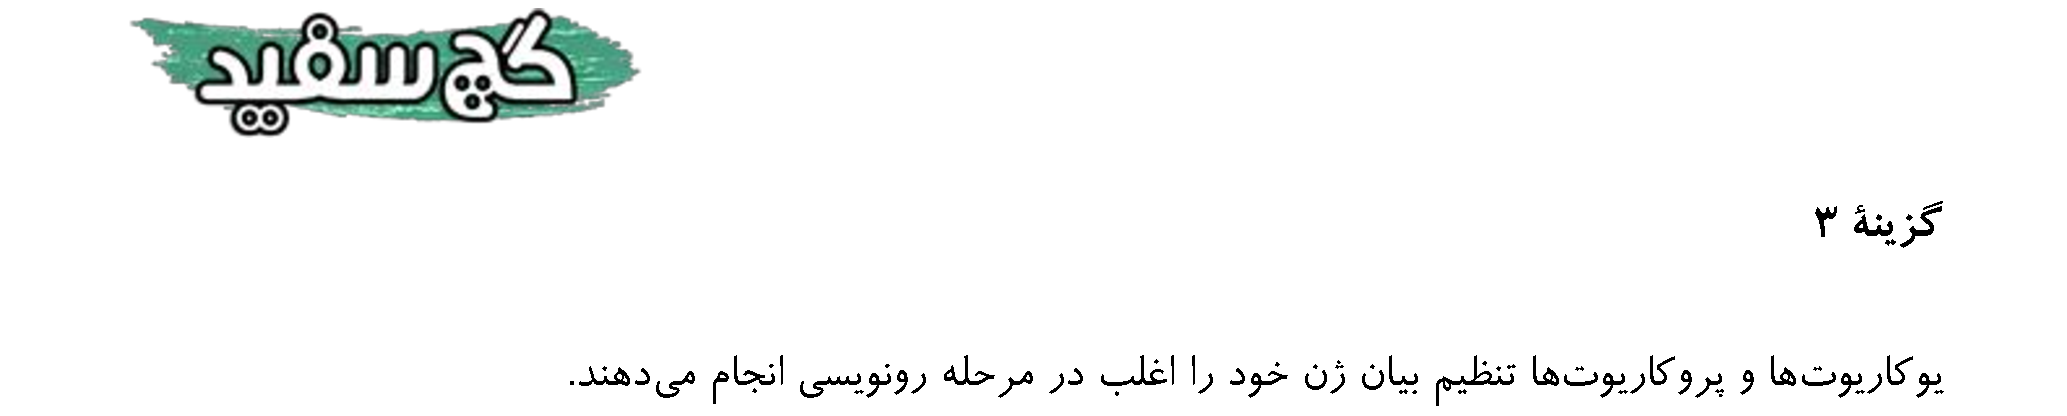 گچ سفید
گزینهٔ ۳
یوکاریوت‌ها و پروکاریوت‌ها تنظیم بیان ژن خود را اغلب در مرحله رونویسی انجام می‌دهند.